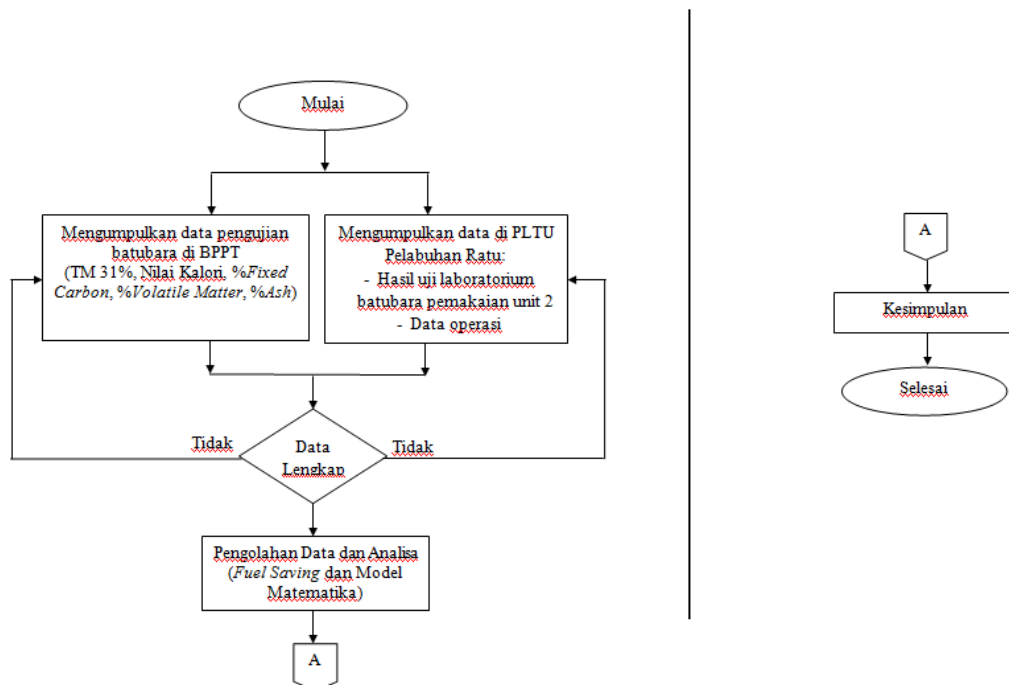 Mulai
Mengumpulkan data pengujian
batubara di BPPT
(TM 31%, Nilai Kalori, %Fixed
Carbon, %Volatile Matter, %Ash)
Mengumpulkan data di PLTU
Pelabuhan Ratu:
- Hasil uji laboratorium
batubara pemakaian unit 2
- Data operasi
Tidak
Data
Lengkap
Tidak
Pengolahan Data dan Analisa
(Fuel Saving dan Model
Matematika)
A
A
Kesimpulan
Selesai